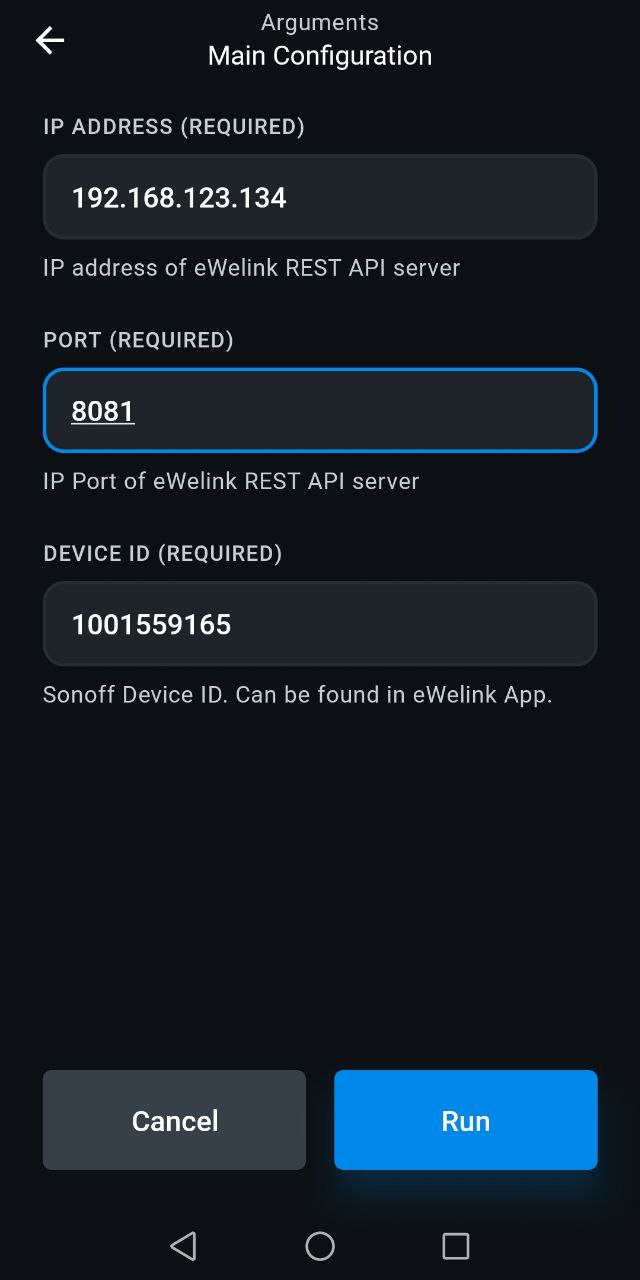 Arguments
Main Configuration
IP ADDRESS (REQUIRED)
192.168.123.134
IP address of eWelink REST API server
PORT (REQUIRED)
8081
IP Port of eWelink REST API server
DEVICE ID (REQUIRED)
1001559165
Sonoff Device ID. Can be found in eWelink App.
Cancel
Run